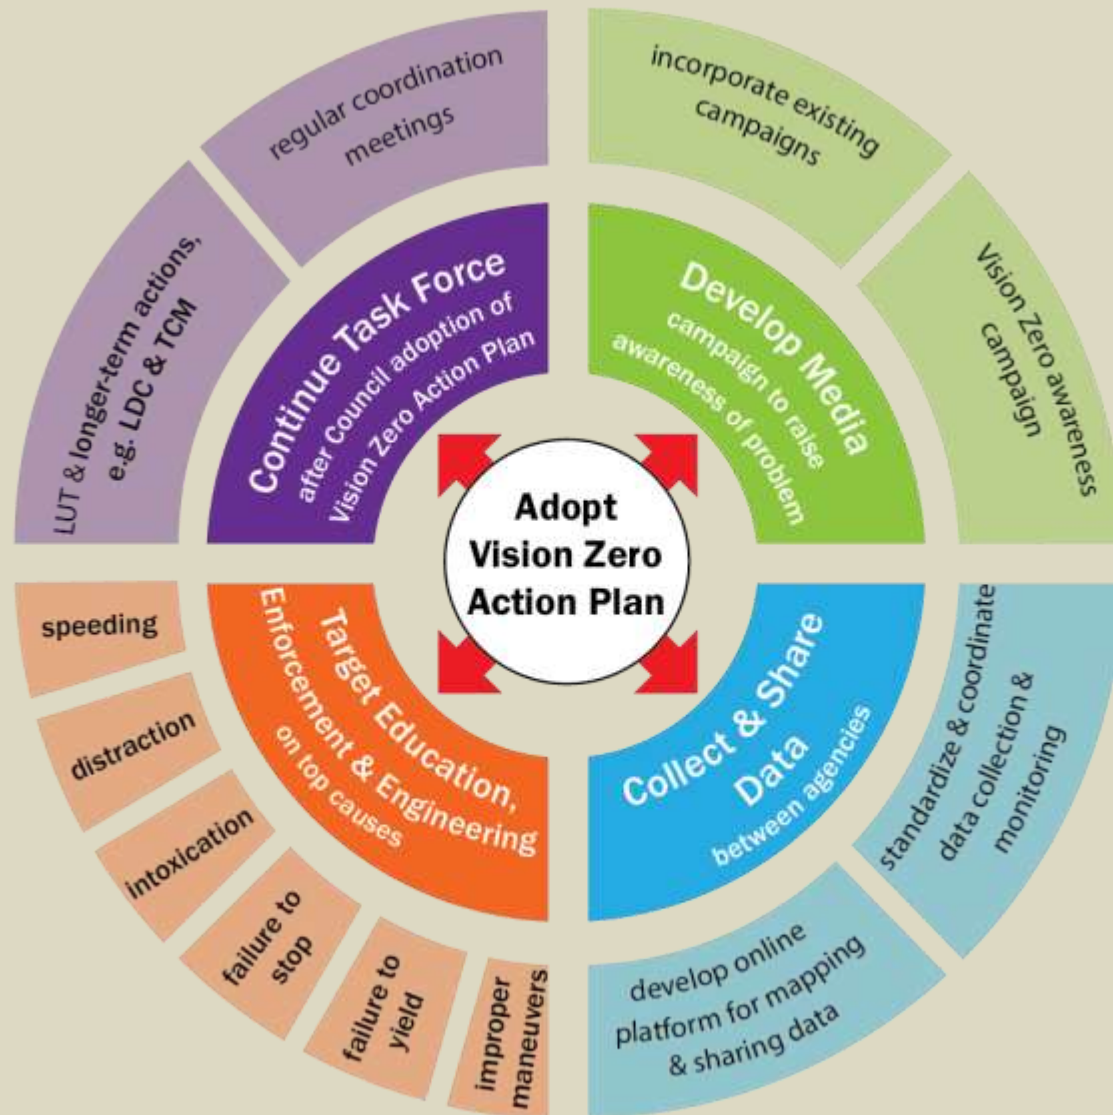 regular coordination
meetings
LUT & longer-term actions,
e.g. LDC & TCM
Continue Task Force
after Council adoption of
Vision Zero Action Plan
incorporate existing
campaigns
Vision Zero awareness
campaign
Develop Media
campaign to raise
awareness of problem
Adopt
Vision Zero
Action Plan
Target Education,
Enforcement & Engineering
on top causes
speeding
distraction
intoxication
failure to
stop
failure to
yield
improper
maneuvers
Collect & Share
Data
between agencies
standardize & coordinate
data collection &
monitoring
develop online
platform for mapping
& sharing data